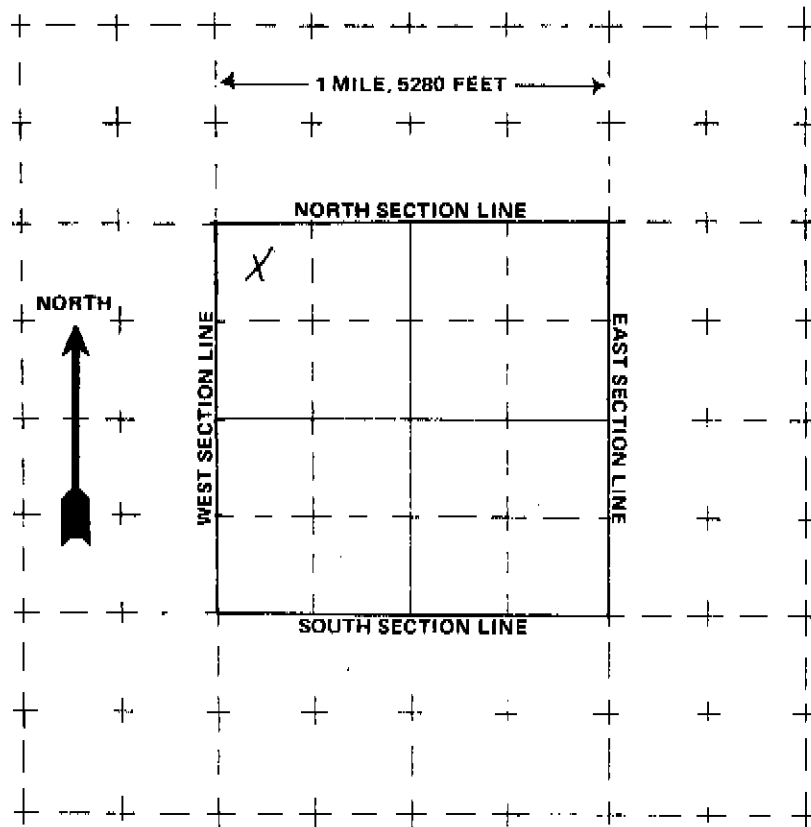 1 MILE, 5280 FEET
NORTH SECTION LINE
X
NORTH
WEST SECTION LINE
EAST SECTION LINE
SOUTH SECTION LINE